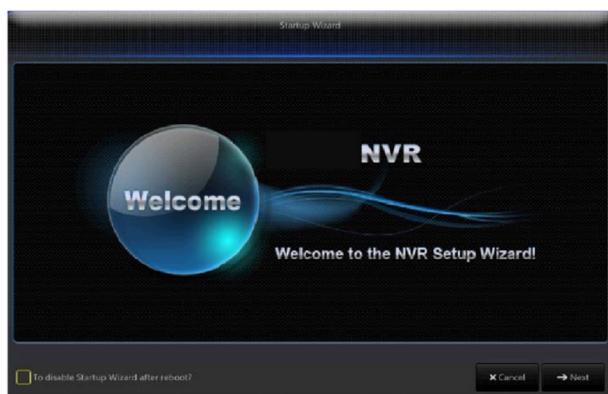 Startup Wizard
NVR
Welcome
Welcome to the NVR Setup Wizard!
To disable Startup Wizard after reboot?
Cancel
Next